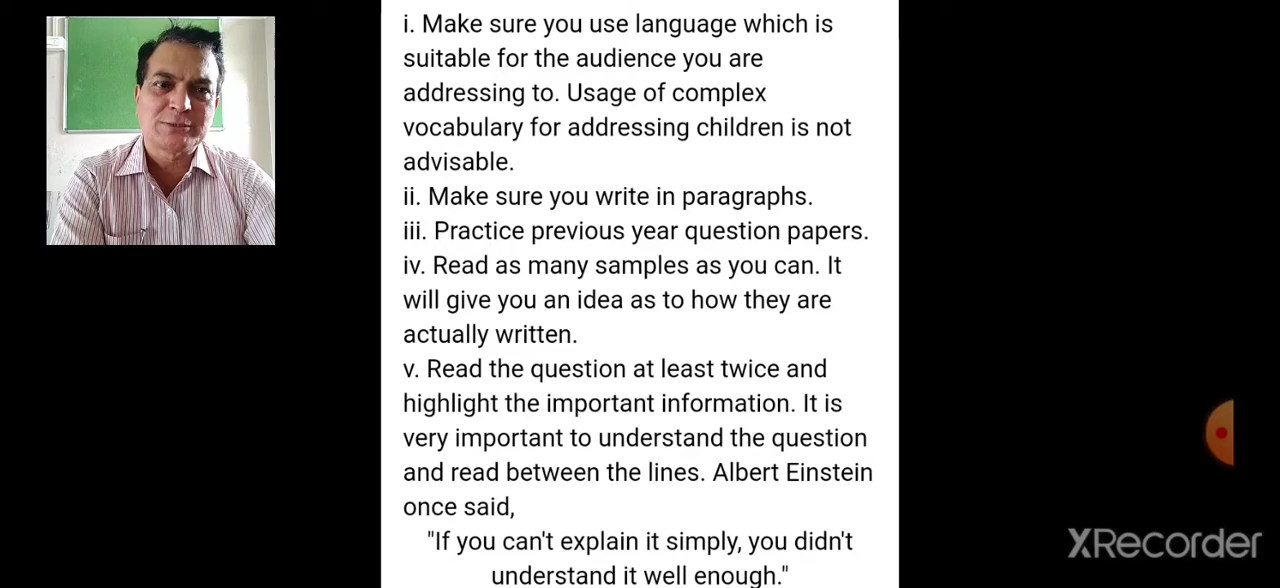 i. Make sure you use language which is
suitable for the audience you are
addressing to. Usage of complex
vocabulary for addressing children is not
advisable.
ii. Make sure you write in paragraphs.
iii. Practice previous year question papers.
iv. Read as many samples as you can. It
will give you an idea as to how they are
actually written.
v. Read the question at least twice and
highlight the important information. It is
very important to understand the question
and read between the lines. Albert Einstein
once said,
"If you can't explain it simply, you didn't
understand it well enough."
XRecorder